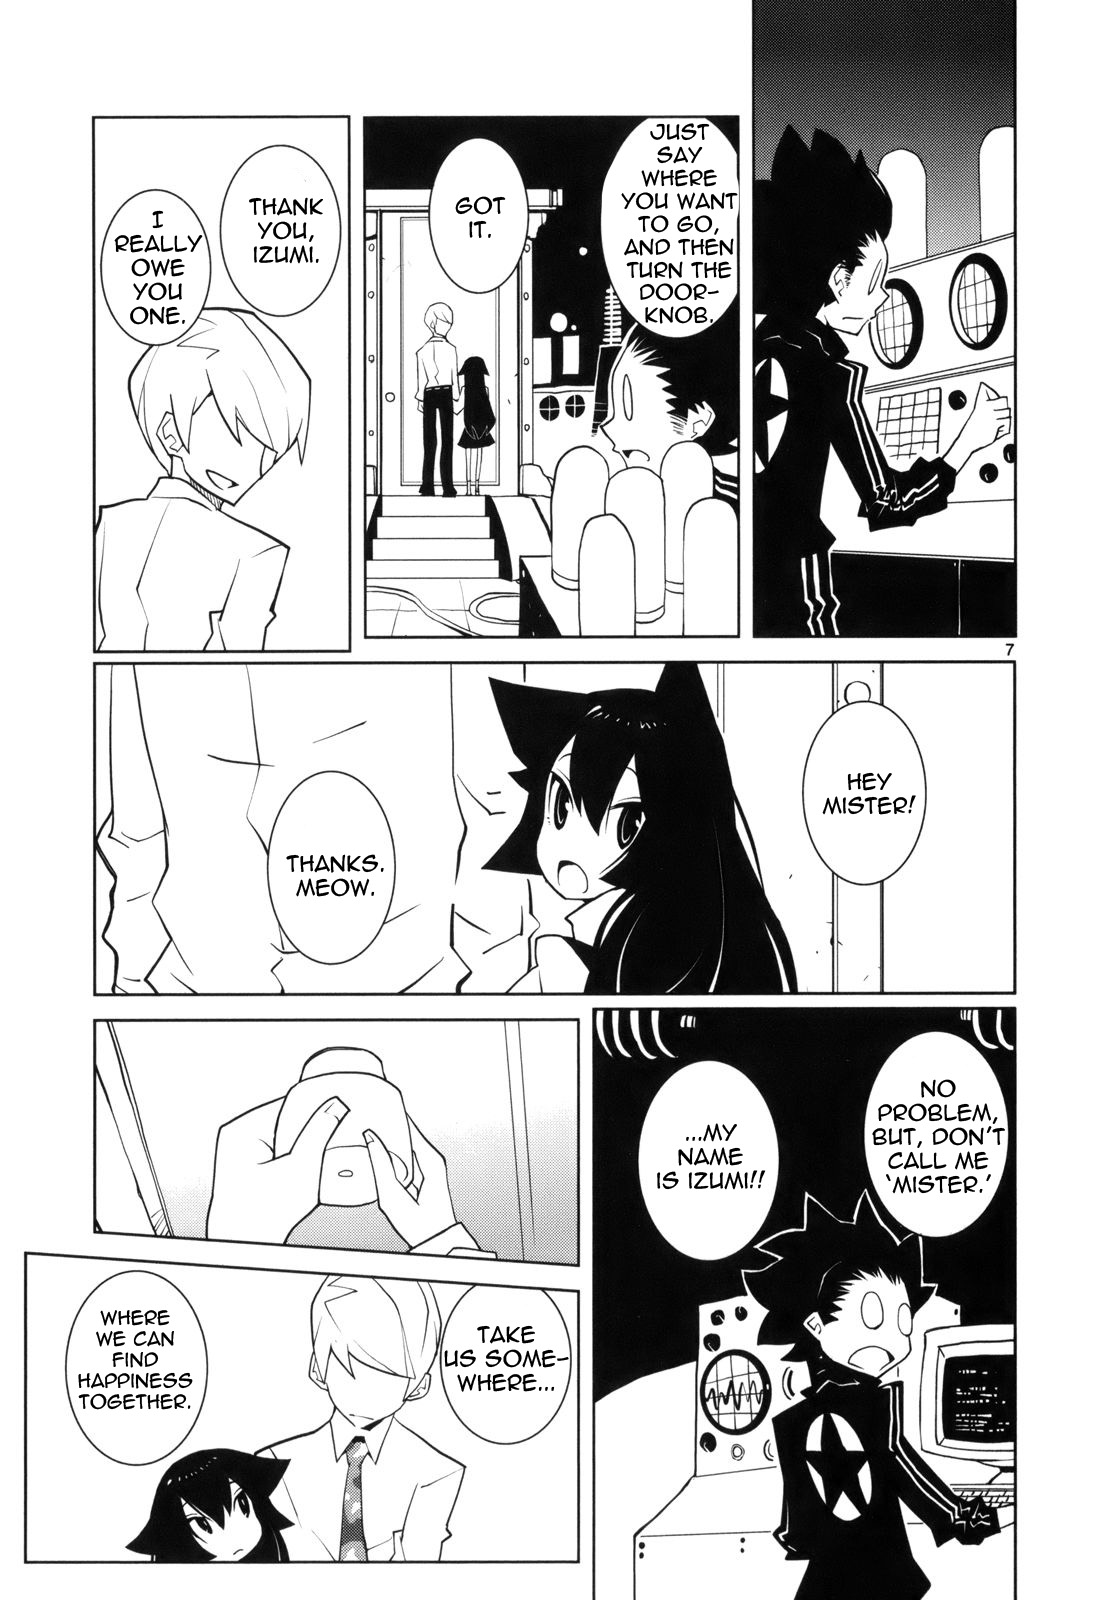 JUST
SAY
WHERE
YOU WANT
TO GO,
AND THEN
TURN THE
DOOR-
KNOB.
GOT
IT.
THANK
YOU,
IZUMI.
I
REALLY
OWE
YOU
ONE.
7
HEY
MISTER!
THANKS.
MEOW.
NO
PROBLEM,
BUT, DON'T
CALL ME
'MISTER.'
...MY
NAME
IS IZUMI!!
TAKE
US SOME-
WHERE...
WHERE
WE CAN
FIND
HAPPINESS
TOGETHER.